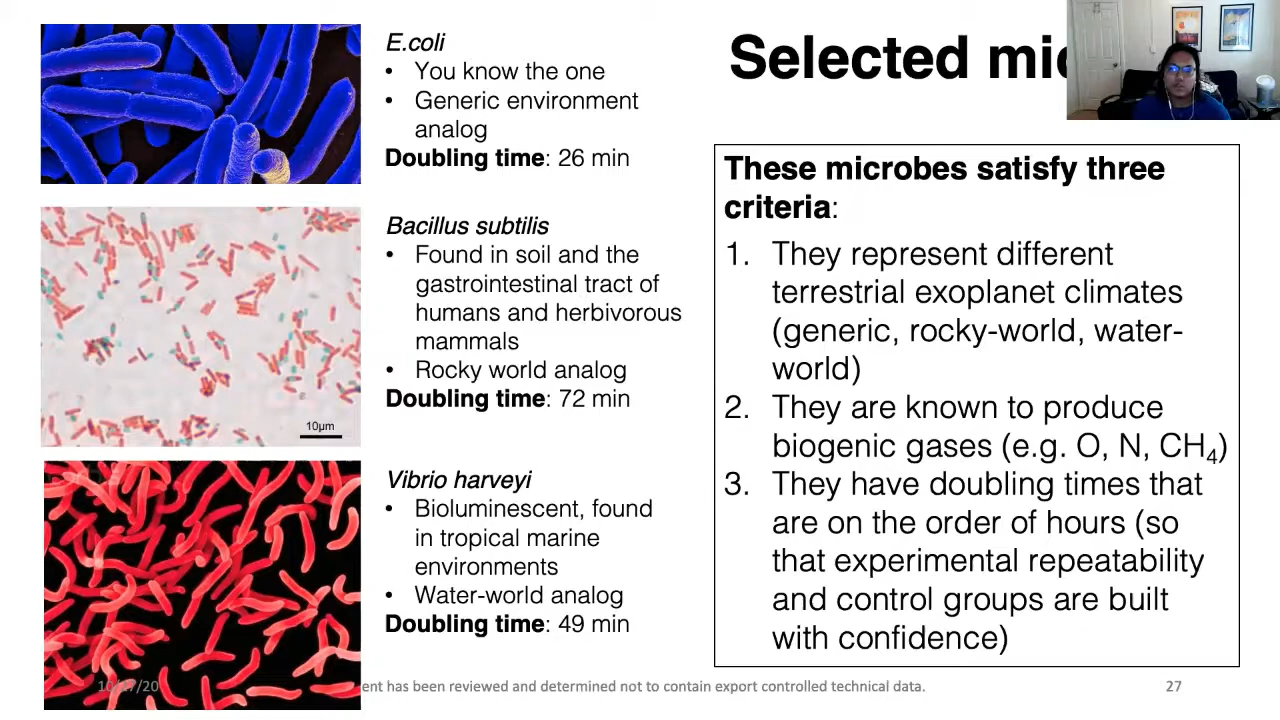 E.coli
• You know the one
• Generic environment
analog
Doubling time: 26 min
Bacillus subtilis
• Found in soil and the
gastrointestinal tract of
humans and herbivorous
mammals
• Rocky world analog
Doubling time: 72 min
10µm
Vibrio harveyi
• Bioluminescent, found
in tropical marine
environments
• Water-world analog
Doubling time: 49 min
Selected
These microbes satisfy three
criteria:
1. They represent different
terrestrial exoplanet climates
(generic, rocky-world, water-
world)
2. They are known to produce
biogenic gases (e.g. O, N, CH₄)
3. They have doubling times that
are on the order of hours (so
that experimental repeatability
and control groups are built
with confidence)
has been reviewed and determined not to contain export controlled technical data.
27